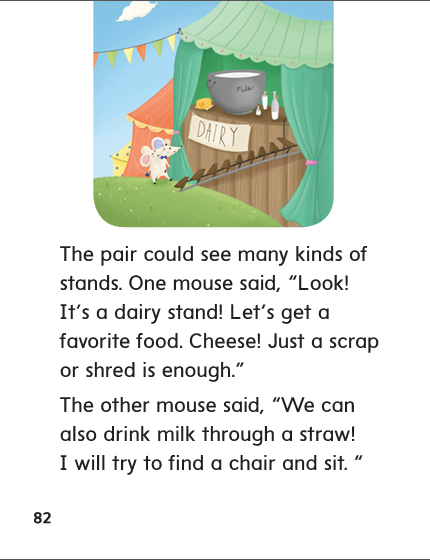 Milk
DAIRY
The pair could see many kinds of
stands. One mouse said, “Look!
It’s a dairy stand! Let’s get a
favorite food. Cheese! Just a scrap
or shred is enough.”
The other mouse said, “We can
also drink milk through a straw!
I will try to find a chair and sit. “
82